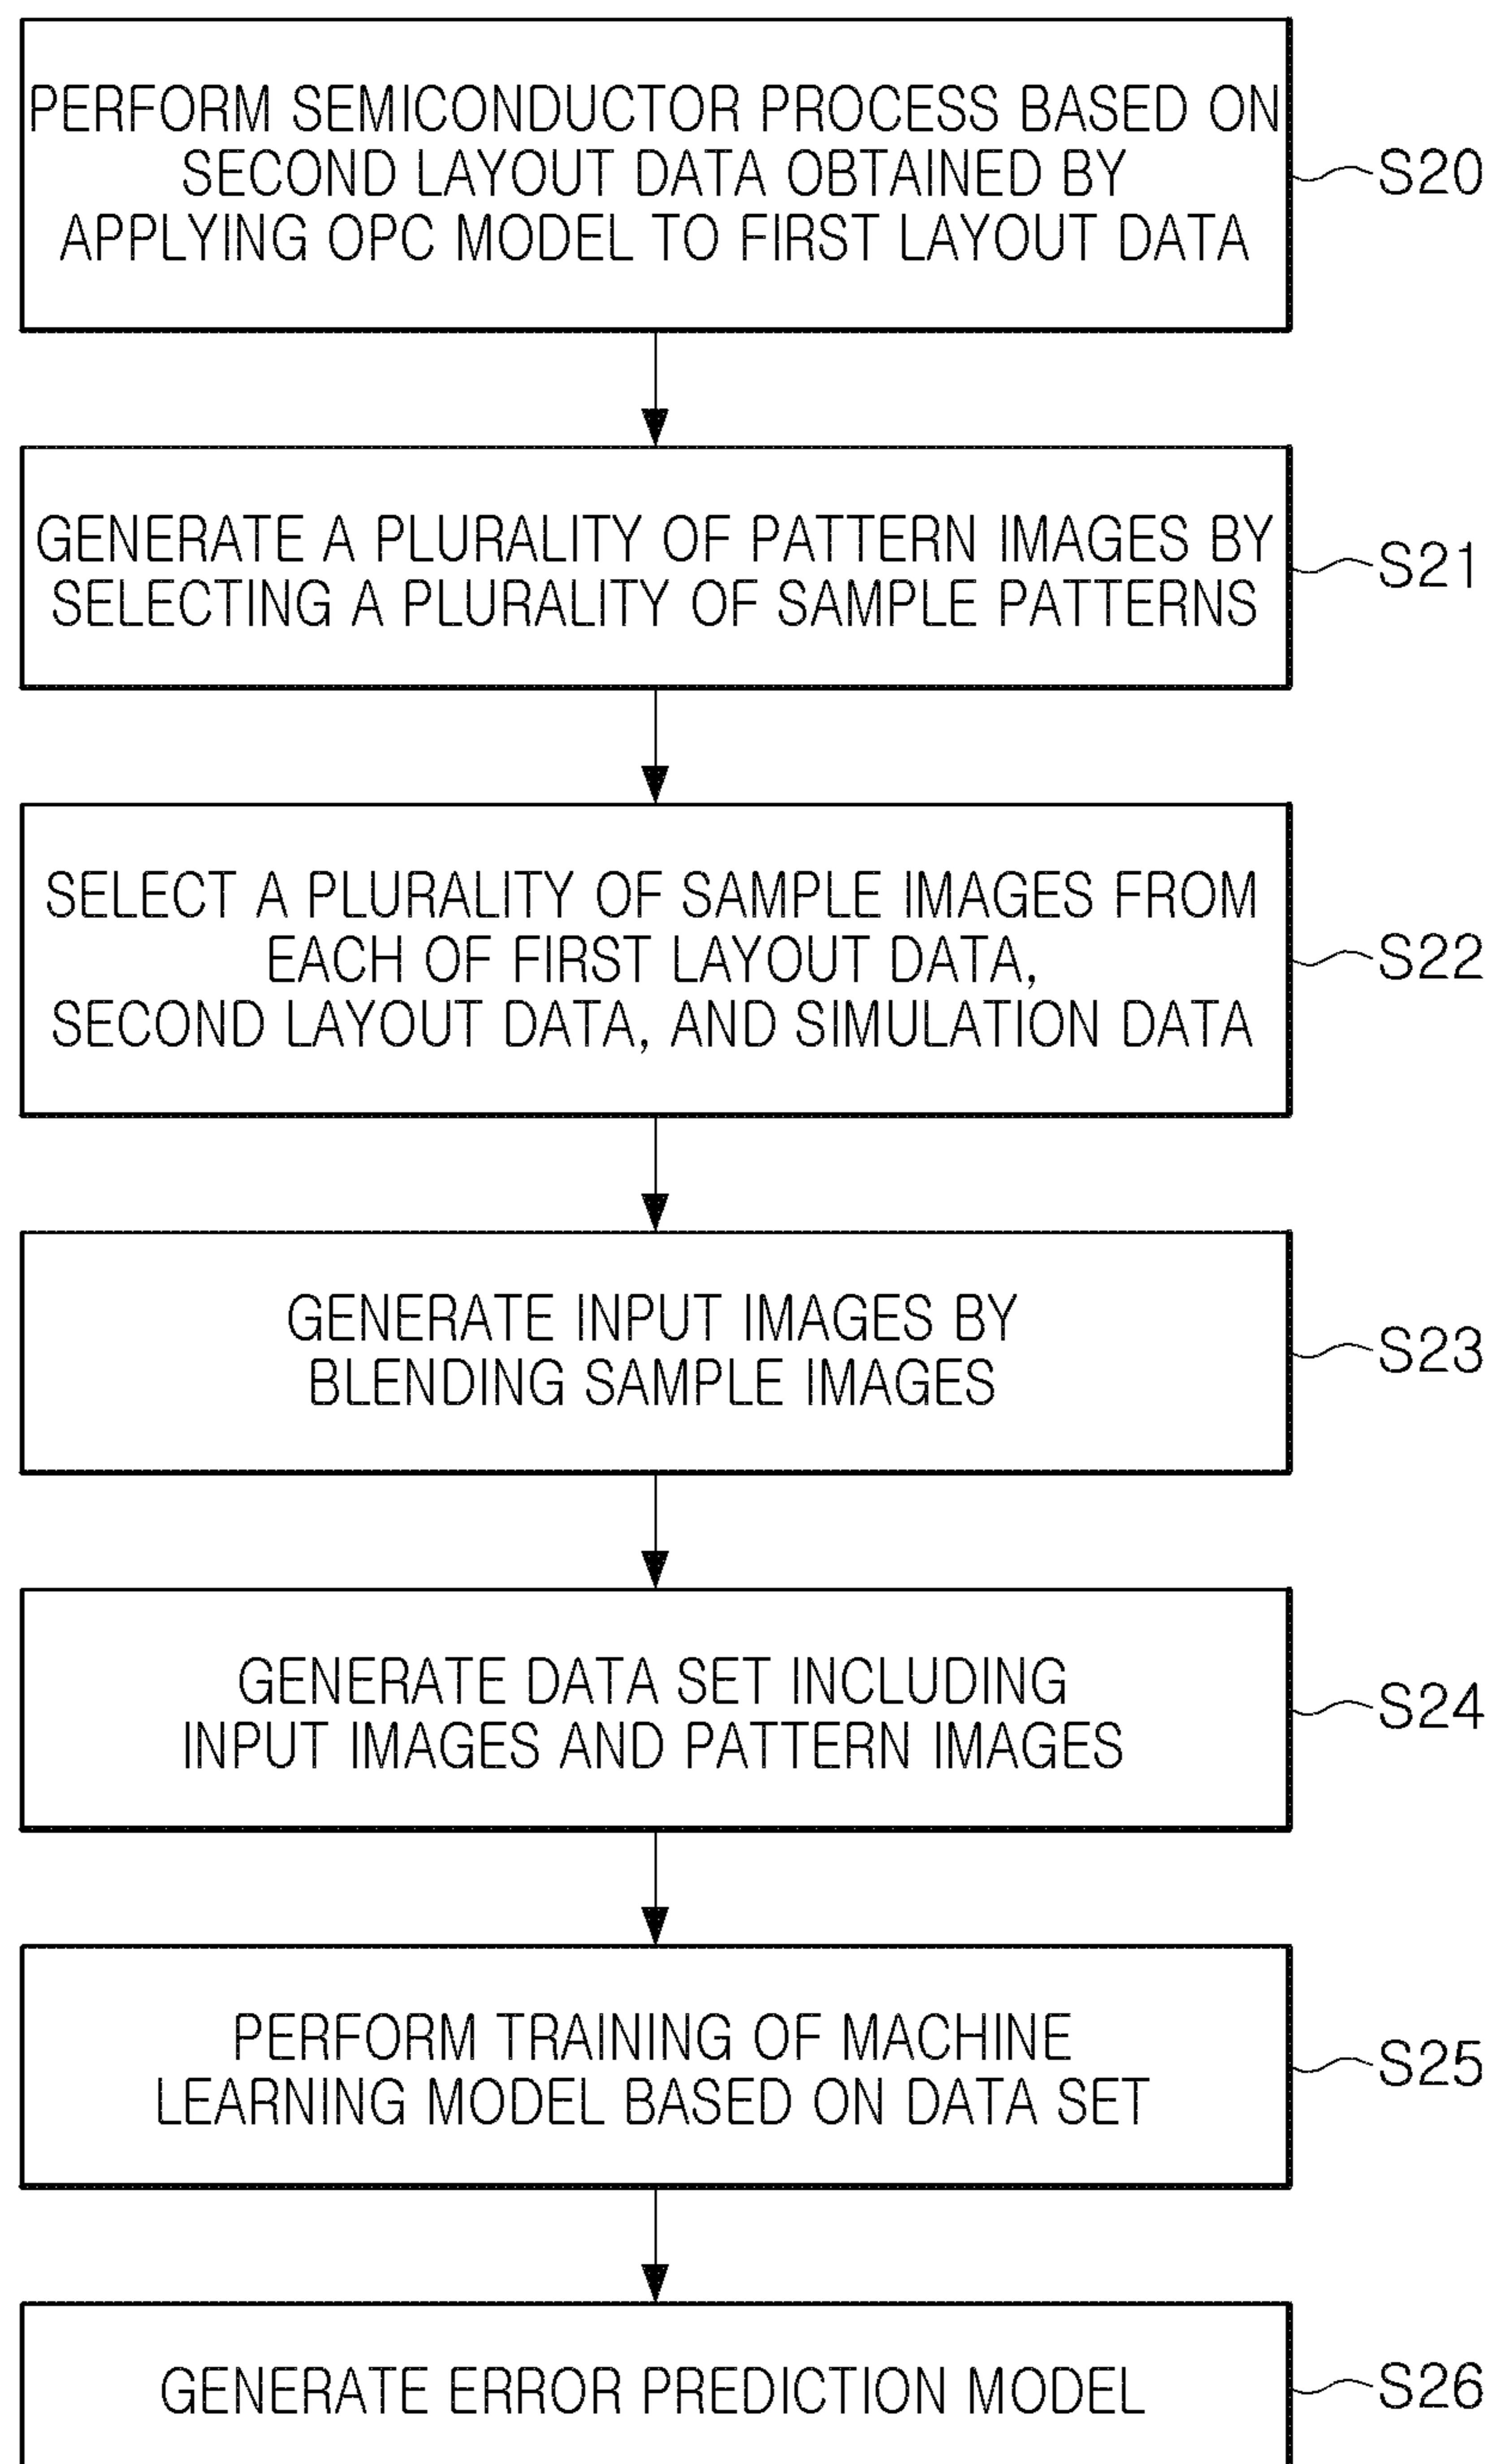 PERFORM SEMICONDUCTOR PROCESS BASED ON
SECOND LAYOUT DATA OBTAINED BY
APPLYING OPC MODEL TO FIRST LAYOUT DATA
S20
GENERATE A PLURALITY OF PATTERN IMAGES BY
SELECTING A PLURALITY OF SAMPLE PATTERNS
S21
SELECT A PLURALITY OF SAMPLE IMAGES FROM
EACH OF FIRST LAYOUT DATA,
SECOND LAYOUT DATA, AND SIMULATION DATA
S22
GENERATE INPUT IMAGES BY
BLENDING SAMPLE IMAGES
S23
GENERATE DATA SET INCLUDING
INPUT IMAGES AND PATTERN IMAGES
S24
PERFORM TRAINING OF MACHINE
LEARNING MODEL BASED ON DATA SET
S25
GENERATE ERROR PREDICTION MODEL
S26